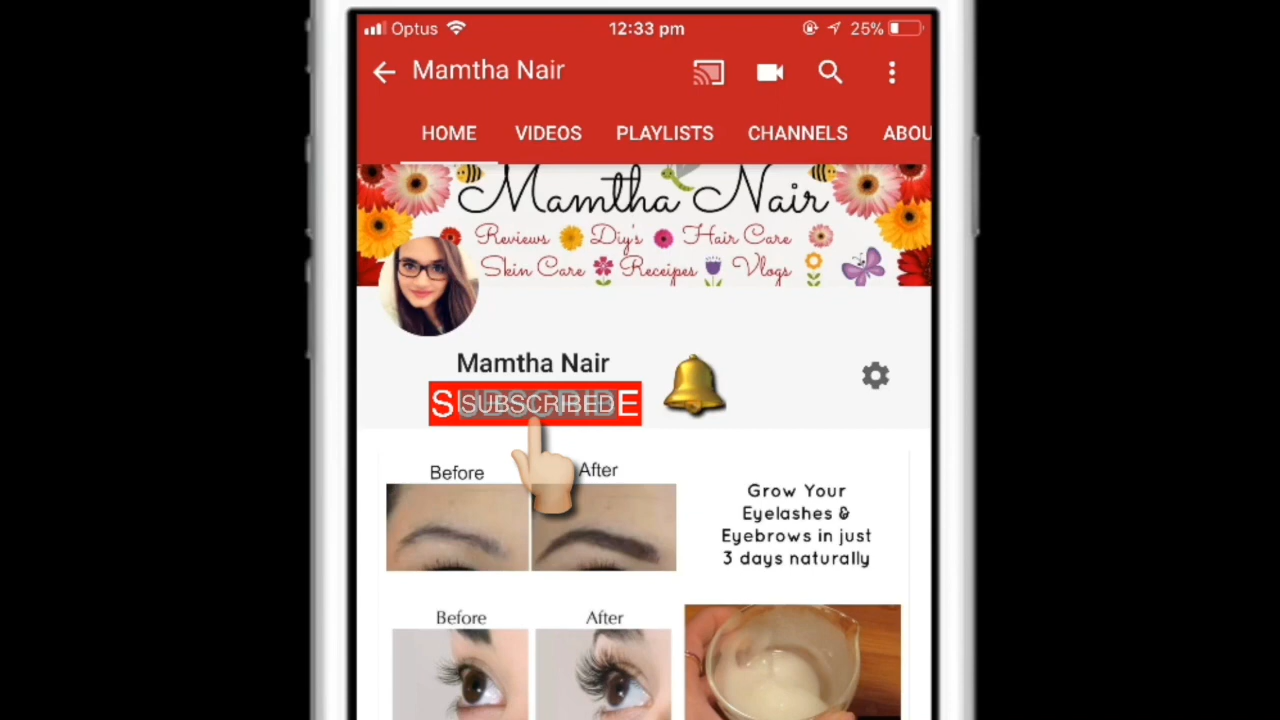 Optus 12:33 pm 25%
Mamtha Nair
HOME VIDEOS PLAYLISTS CHANNELS ABOU
Mamtha Nair
Reviews Diy's Hair Care
Skin Care Receipes Vlogs
Mamtha Nair
SUBSCRIBED
Before After
Grow Your
Eyelashes &
Eyebrows in just
3 days naturally
Before After